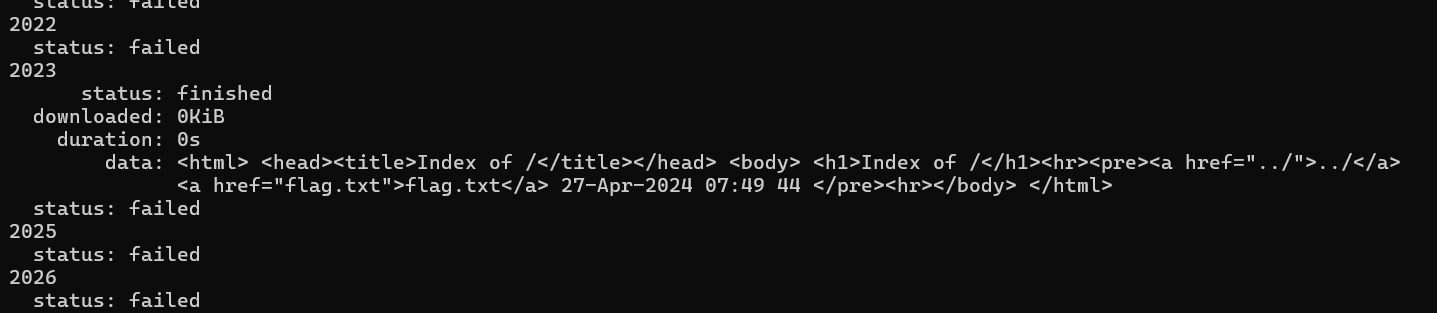 status: failed
2022
status: failed
2023
status: finished
downloaded: 0KiB
duration: 0s
data: <html> <head><title>Index of /</title></head> <body> <h1>Index of /</h1><hr><pre><a href="../">../</a>
<a href="flag.txt">flag.txt</a> 27-Apr-2024 07:49 44 </pre><hr></body> </html>
status: failed
2025
status: failed
2026
status: failed